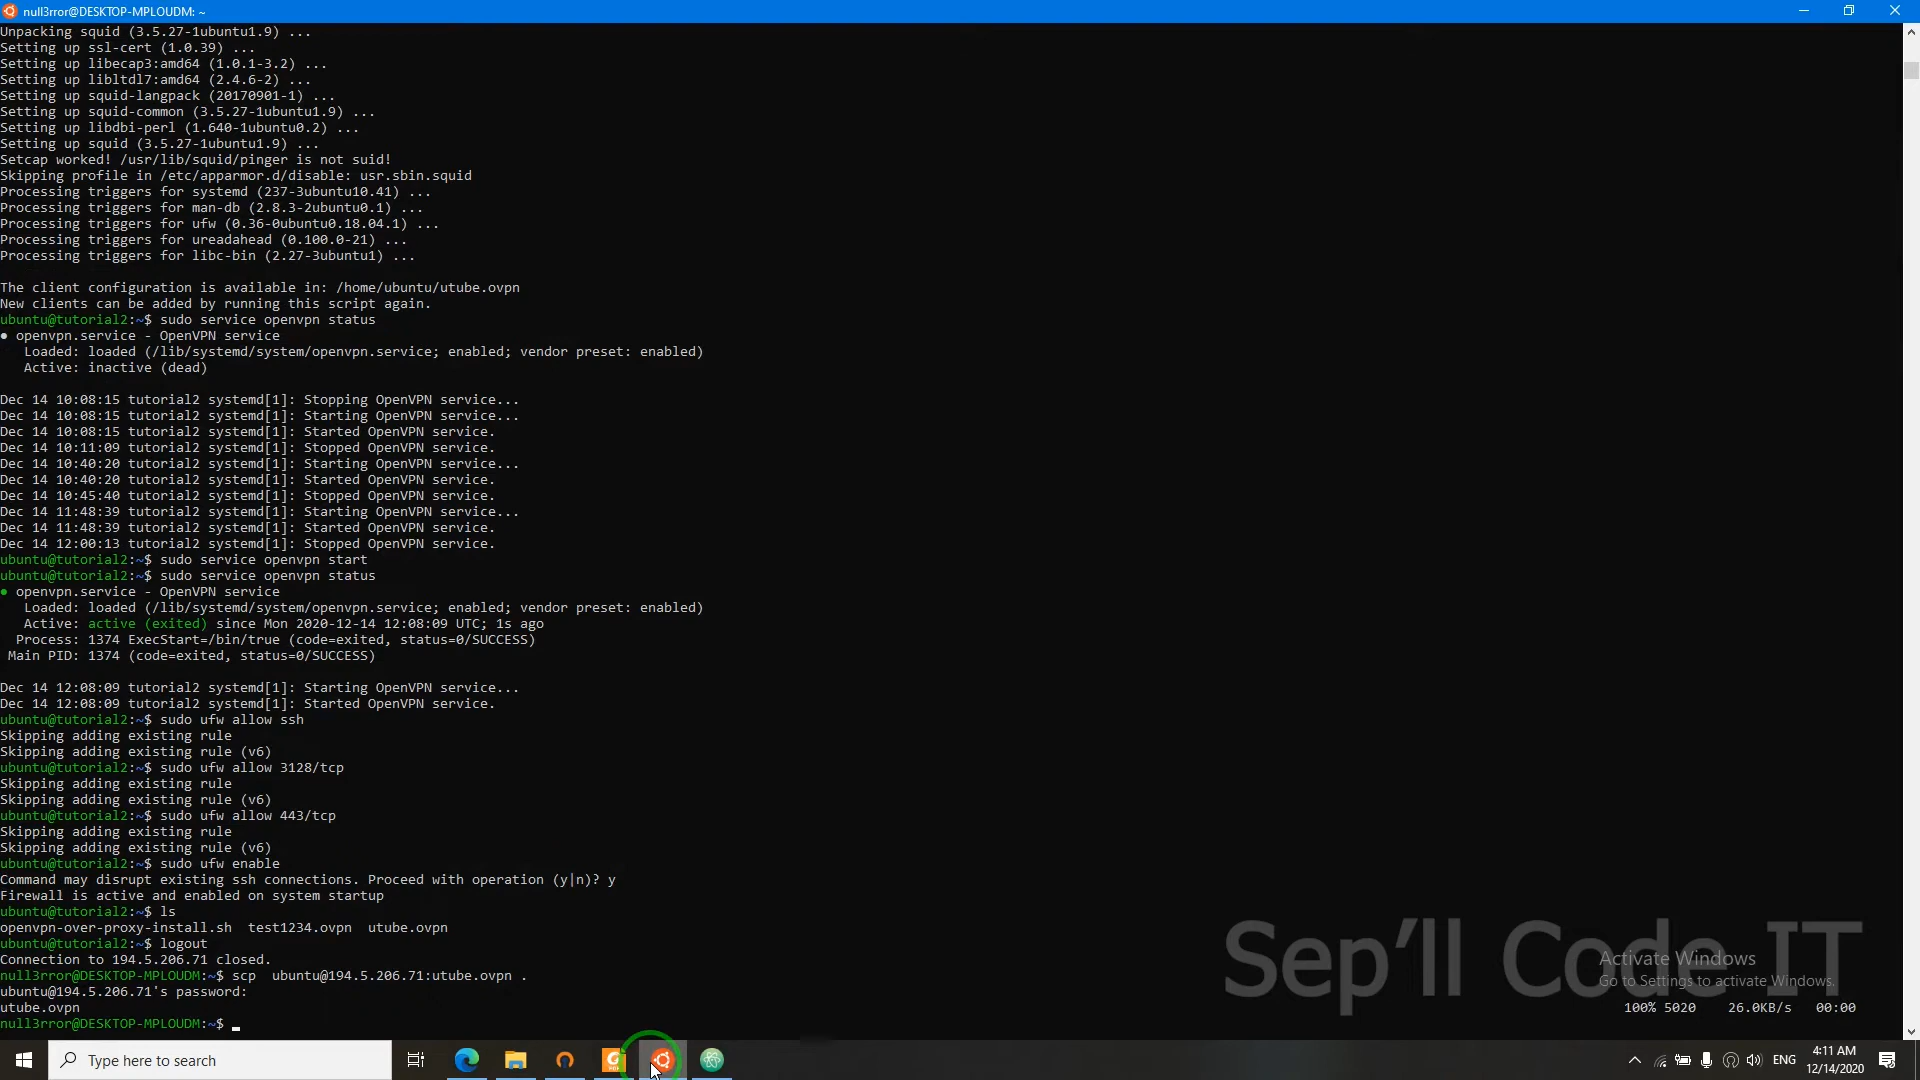 null3rror@DESKTOP-MPLOUDM: ~
Unpacking squid (3.5.27-1ubuntu1.9) ...
Setting up ssl-cert (1.0.39) ...
Setting up libecap3:amd64 (1.0.1-3.2) ...
Setting up libltdl7:amd64 (2.4.6-2) ...
Setting up squid-langpack (20170901-1) ...
Setting up squid-common (3.5.27-1ubuntu1.9) ...
Setting up libdbi-perl (1.640-1ubuntu0.2) ...
Setting up squid (3.5.27-1ubuntu1.9) ...
Setcap worked! /usr/lib/squid/pinger is not suid!
Skipping profile in /etc/apparmor.d/disable: usr.sbin.squid
Processing triggers for systemd (237-3ubuntu10.41) ...
Processing triggers for man-db (2.8.3-2ubuntu0.1) ...
Processing triggers for ufw (0.36-0ubuntu0.18.04.1) ...
Processing triggers for ureadahead (0.100.0-21) ...
Processing triggers for libc-bin (2.27-3ubuntu1) ...
The client configuration is available in: /home/ubuntu/utube.ovpn
New clients can be added by running this script again.
ubuntu@tutorial2:~$ sudo service openvpn status
● openvpn.service - OpenVPN service
Loaded: loaded (/lib/systemd/system/openvpn.service; enabled; vendor preset: enabled)
Active: inactive (dead)
Dec 14 10:08:15 tutorial2 systemd[1]: Stopping OpenVPN service...
Dec 14 10:08:15 tutorial2 systemd[1]: Starting OpenVPN service...
Dec 14 10:08:15 tutorial2 systemd[1]: Started OpenVPN service.
Dec 14 10:11:09 tutorial2 systemd[1]: Stopped OpenVPN service.
Dec 14 10:40:20 tutorial2 systemd[1]: Starting OpenVPN service...
Dec 14 10:40:20 tutorial2 systemd[1]: Started OpenVPN service.
Dec 14 10:45:40 tutorial2 systemd[1]: Stopped OpenVPN service.
Dec 14 11:48:39 tutorial2 systemd[1]: Starting OpenVPN service...
Dec 14 11:48:39 tutorial2 systemd[1]: Started OpenVPN service.
Dec 14 12:00:13 tutorial2 systemd[1]: Stopped OpenVPN service.
ubuntu@tutorial2:~$ sudo service openvpn start
ubuntu@tutorial2:~$ sudo service openvpn status
● openvpn.service - OpenVPN service
Loaded: loaded (/lib/systemd/system/openvpn.service; enabled; vendor preset: enabled)
Active: active (exited) since Mon 2020-12-14 12:08:09 UTC; 1s ago
Process: 1374 ExecStart=/bin/true (code=exited, status=0/SUCCESS)
Main PID: 1374 (code=exited, status=0/SUCCESS)
Dec 14 12:08:09 tutorial2 systemd[1]: Starting OpenVPN service...
Dec 14 12:08:09 tutorial2 systemd[1]: Started OpenVPN service.
ubuntu@tutorial2:~$ sudo ufw allow ssh
Skipping adding existing rule
Skipping adding existing rule (v6)
ubuntu@tutorial2:~$ sudo ufw allow 3128/tcp
Skipping adding existing rule
Skipping adding existing rule (v6)
ubuntu@tutorial2:~$ sudo ufw allow 443/tcp
Skipping adding existing rule
Skipping adding existing rule (v6)
ubuntu@tutorial2:~$ sudo ufw enable
Command may disrupt existing ssh connections. Proceed with operation (y|n)? y
Firewall is active and enabled on system startup
ubuntu@tutorial2:~$ ls
openvpn-over-proxy-install.sh test1234.ovpn utube.ovpn
ubuntu@tutorial2:~$ logout
Connection to 194.5.206.71 closed.
null3rror@DESKTOP-MPLOUDM:~$ scp ubuntu@194.5.206.71:utube.ovpn .
ubuntu@194.5.206.71's password:
utube.ovpn
100% 5020 26.0KB/s 00:00
null3rror@DESKTOP-MPLOUDM:~$
Sep'll Code IT
Activate Windows
Go to Settings to activate Windows.
Type here to search
ENG
4:11 AM
12/14/2020